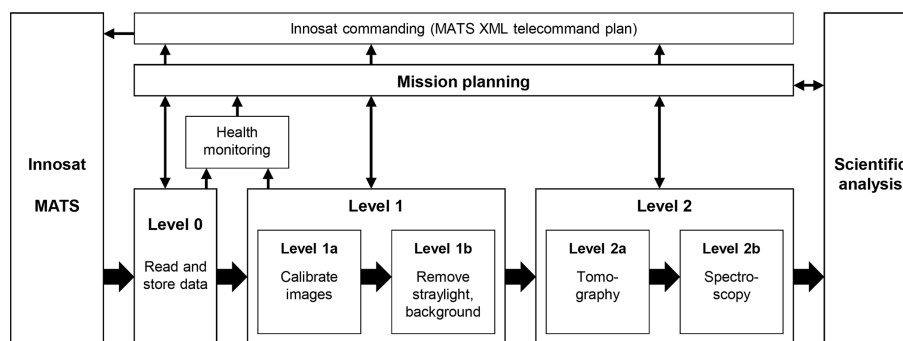 Innosat commanding (MATS XML telecommand plan)
Mission planning
Health
monitoring
Innosat
MATS
Scientific
analysis
Level 0
Read and
store data
Level 1
Level 1a
Calibrate
images
Level 1b
Remove
straylight,
background
Level 2
Level 2a
Tomo-
graphy
Level 2b
Spectro-
scopy